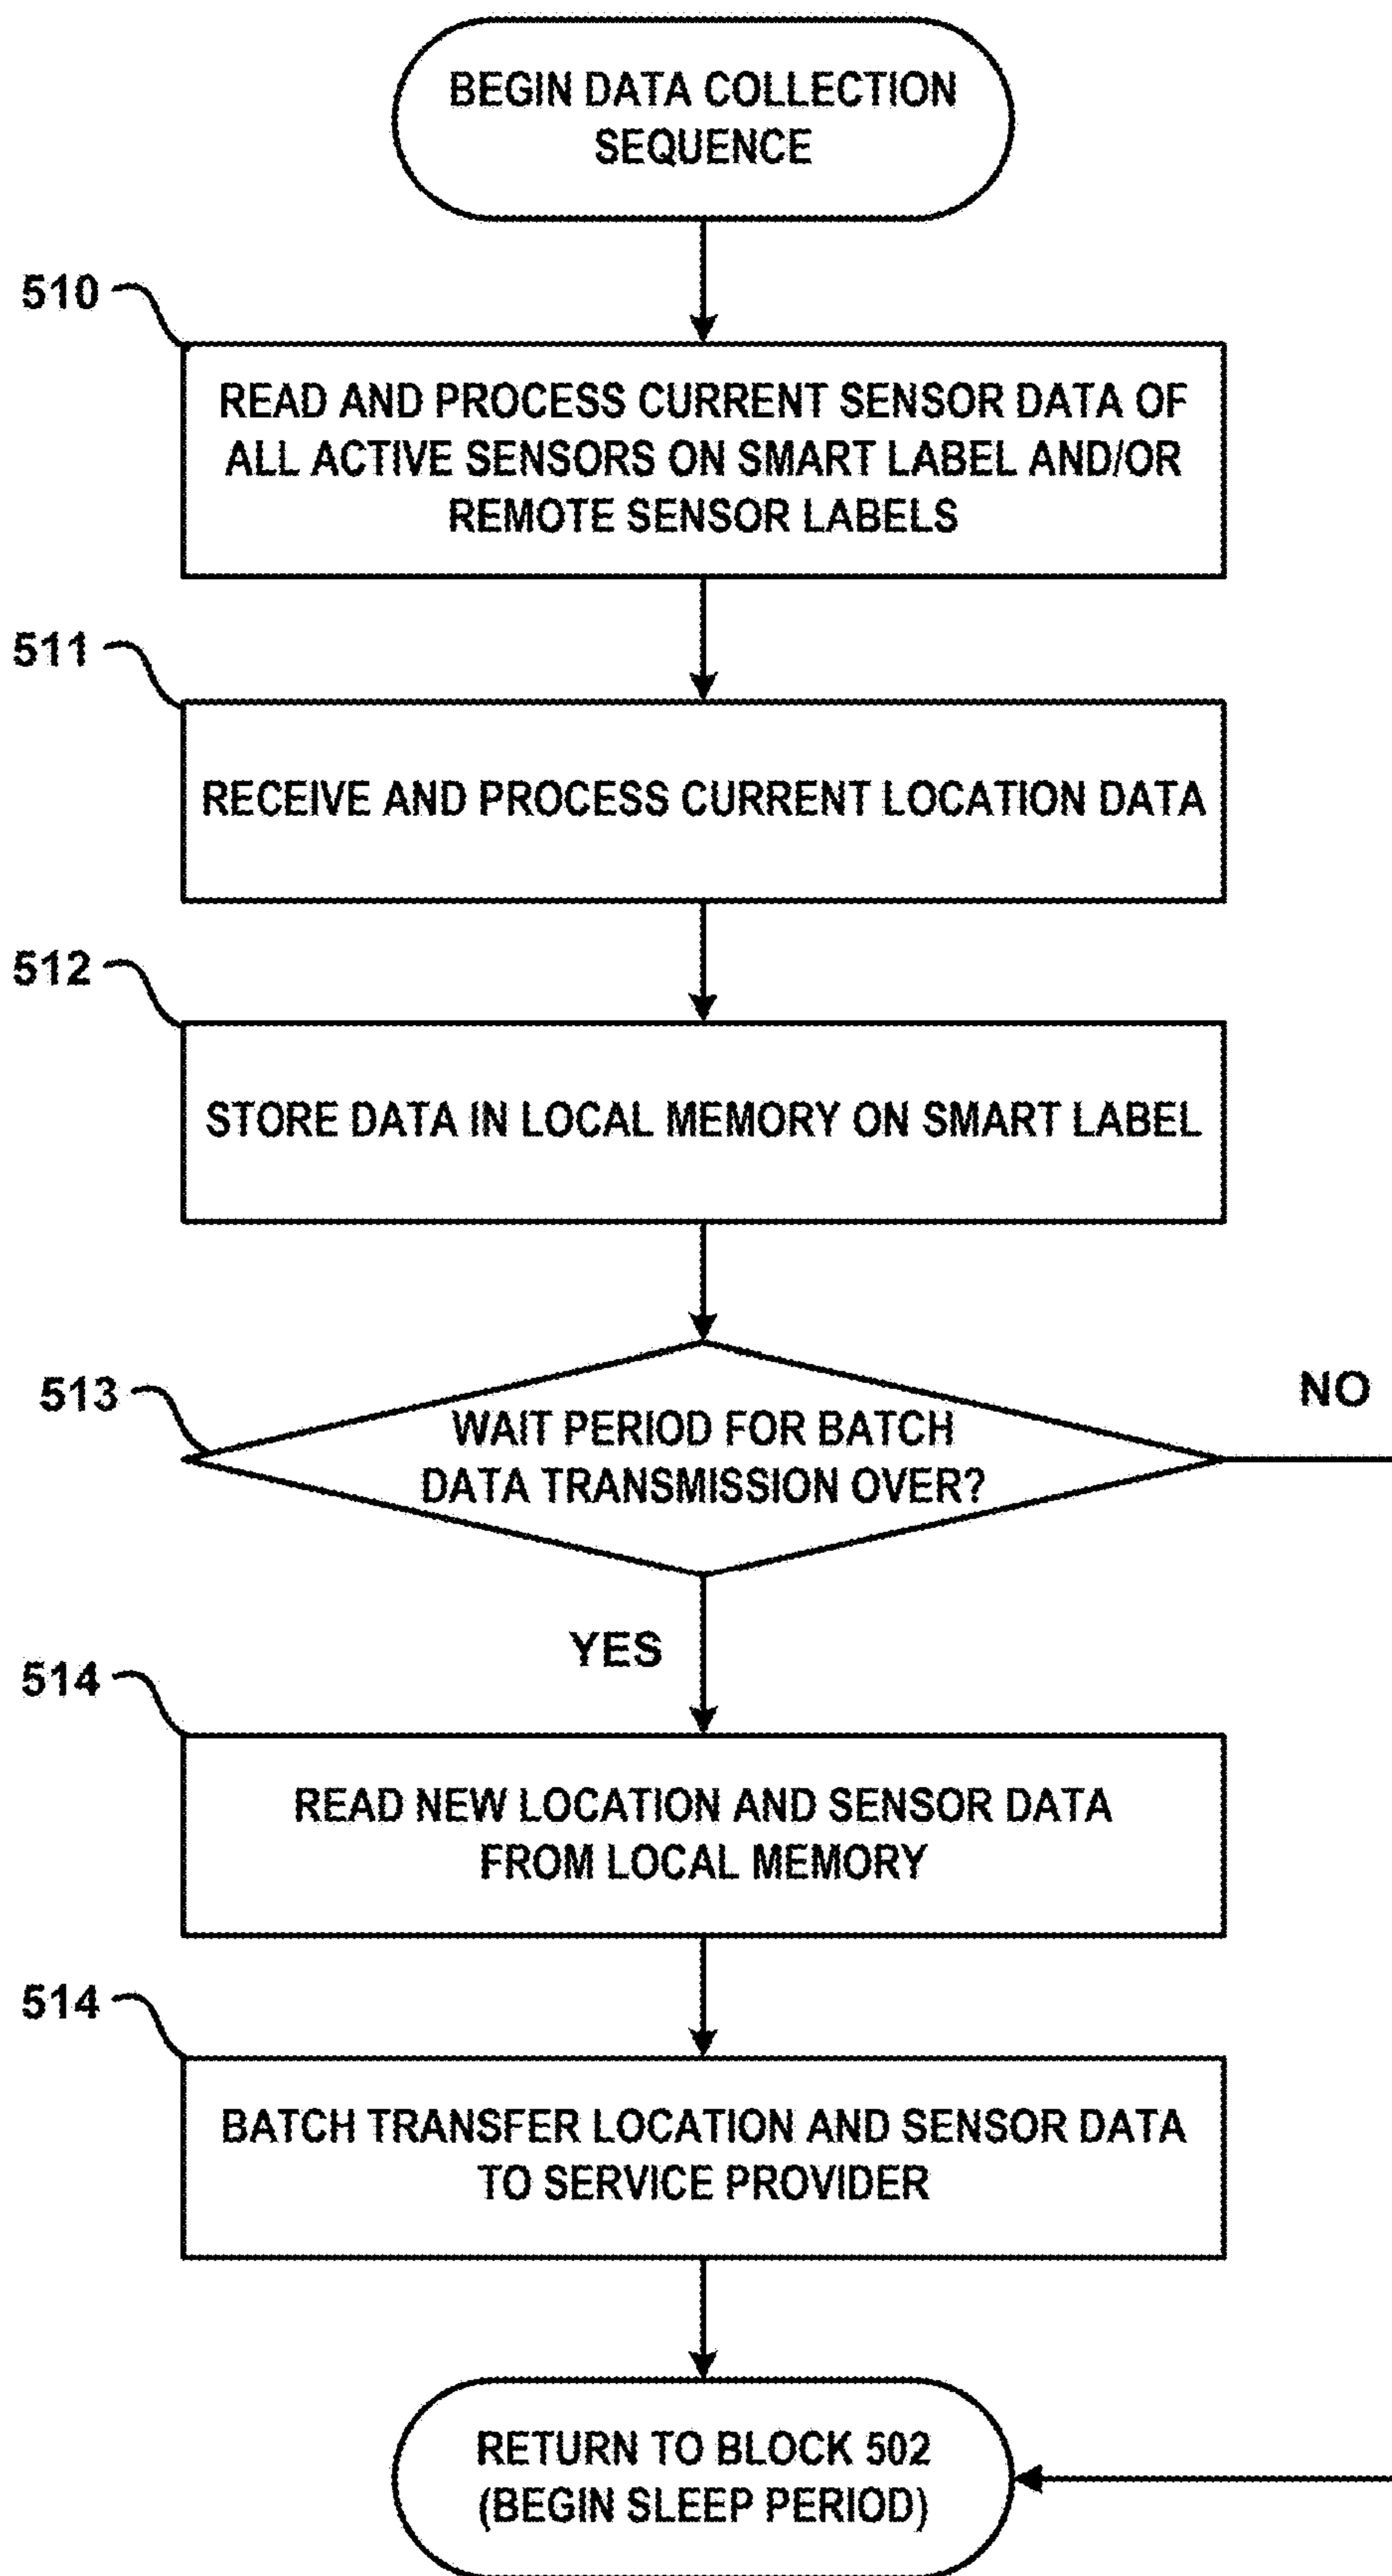 BEGIN DATA COLLECTION
SEQUENCE
510
READ AND PROCESS CURRENT SENSOR DATA OF
ALL ACTIVE SENSORS ON SMART LABEL AND/OR
REMOTE SENSOR LABELS
511
RECEIVE AND PROCESS CURRENT LOCATION DATA
512
STORE DATA IN LOCAL MEMORY ON SMART LABEL
513
WAIT PERIOD FOR BATCH
DATA TRANSMISSION OVER?
NO
YES
514
READ NEW LOCATION AND SENSOR DATA
FROM LOCAL MEMORY
514
BATCH TRANSFER LOCATION AND SENSOR DATA
TO SERVICE PROVIDER
RETURN TO BLOCK 502
(BEGIN SLEEP PERIOD)